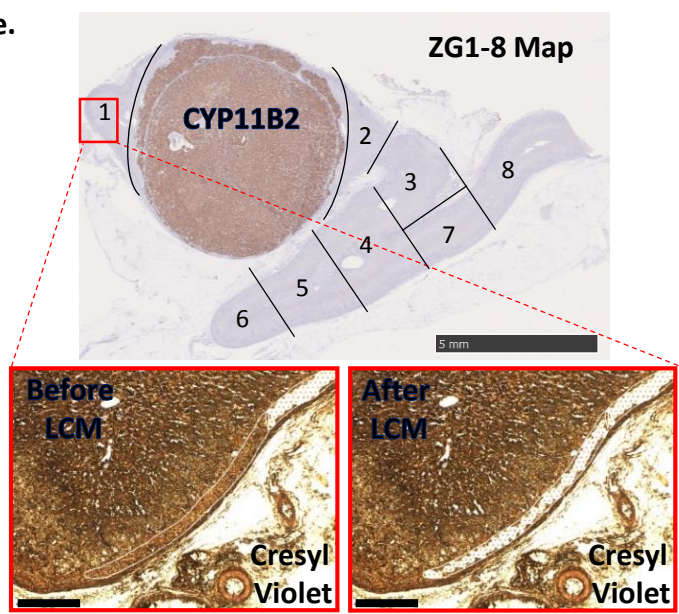 e.
ZG1-8 Map
1
CYP11B2
2
3
8
4
7
5
6
5 mm
Before
LCM
After
LCM
Cresyl
Violet
Cresyl
Violet